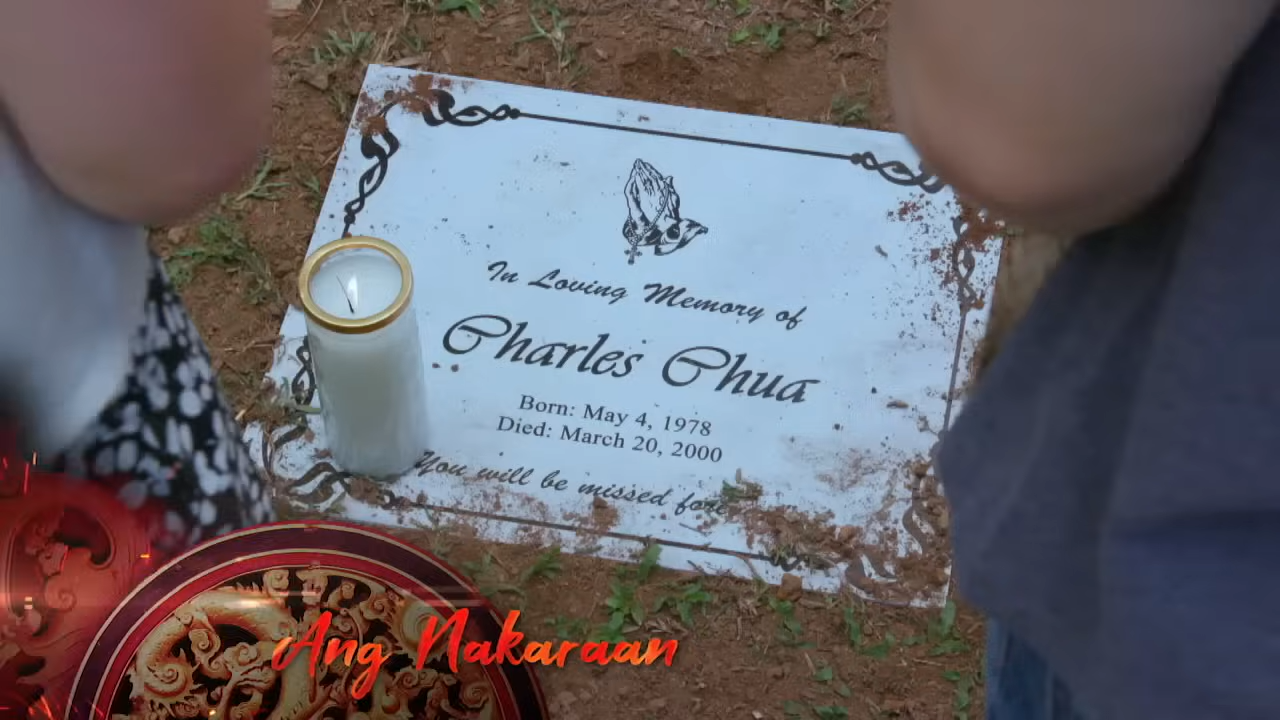 In Loving Memory of
Charles Chua
Born: May 4, 1978
Died: March 20, 2000
You will be missed
Ang Nakaraan